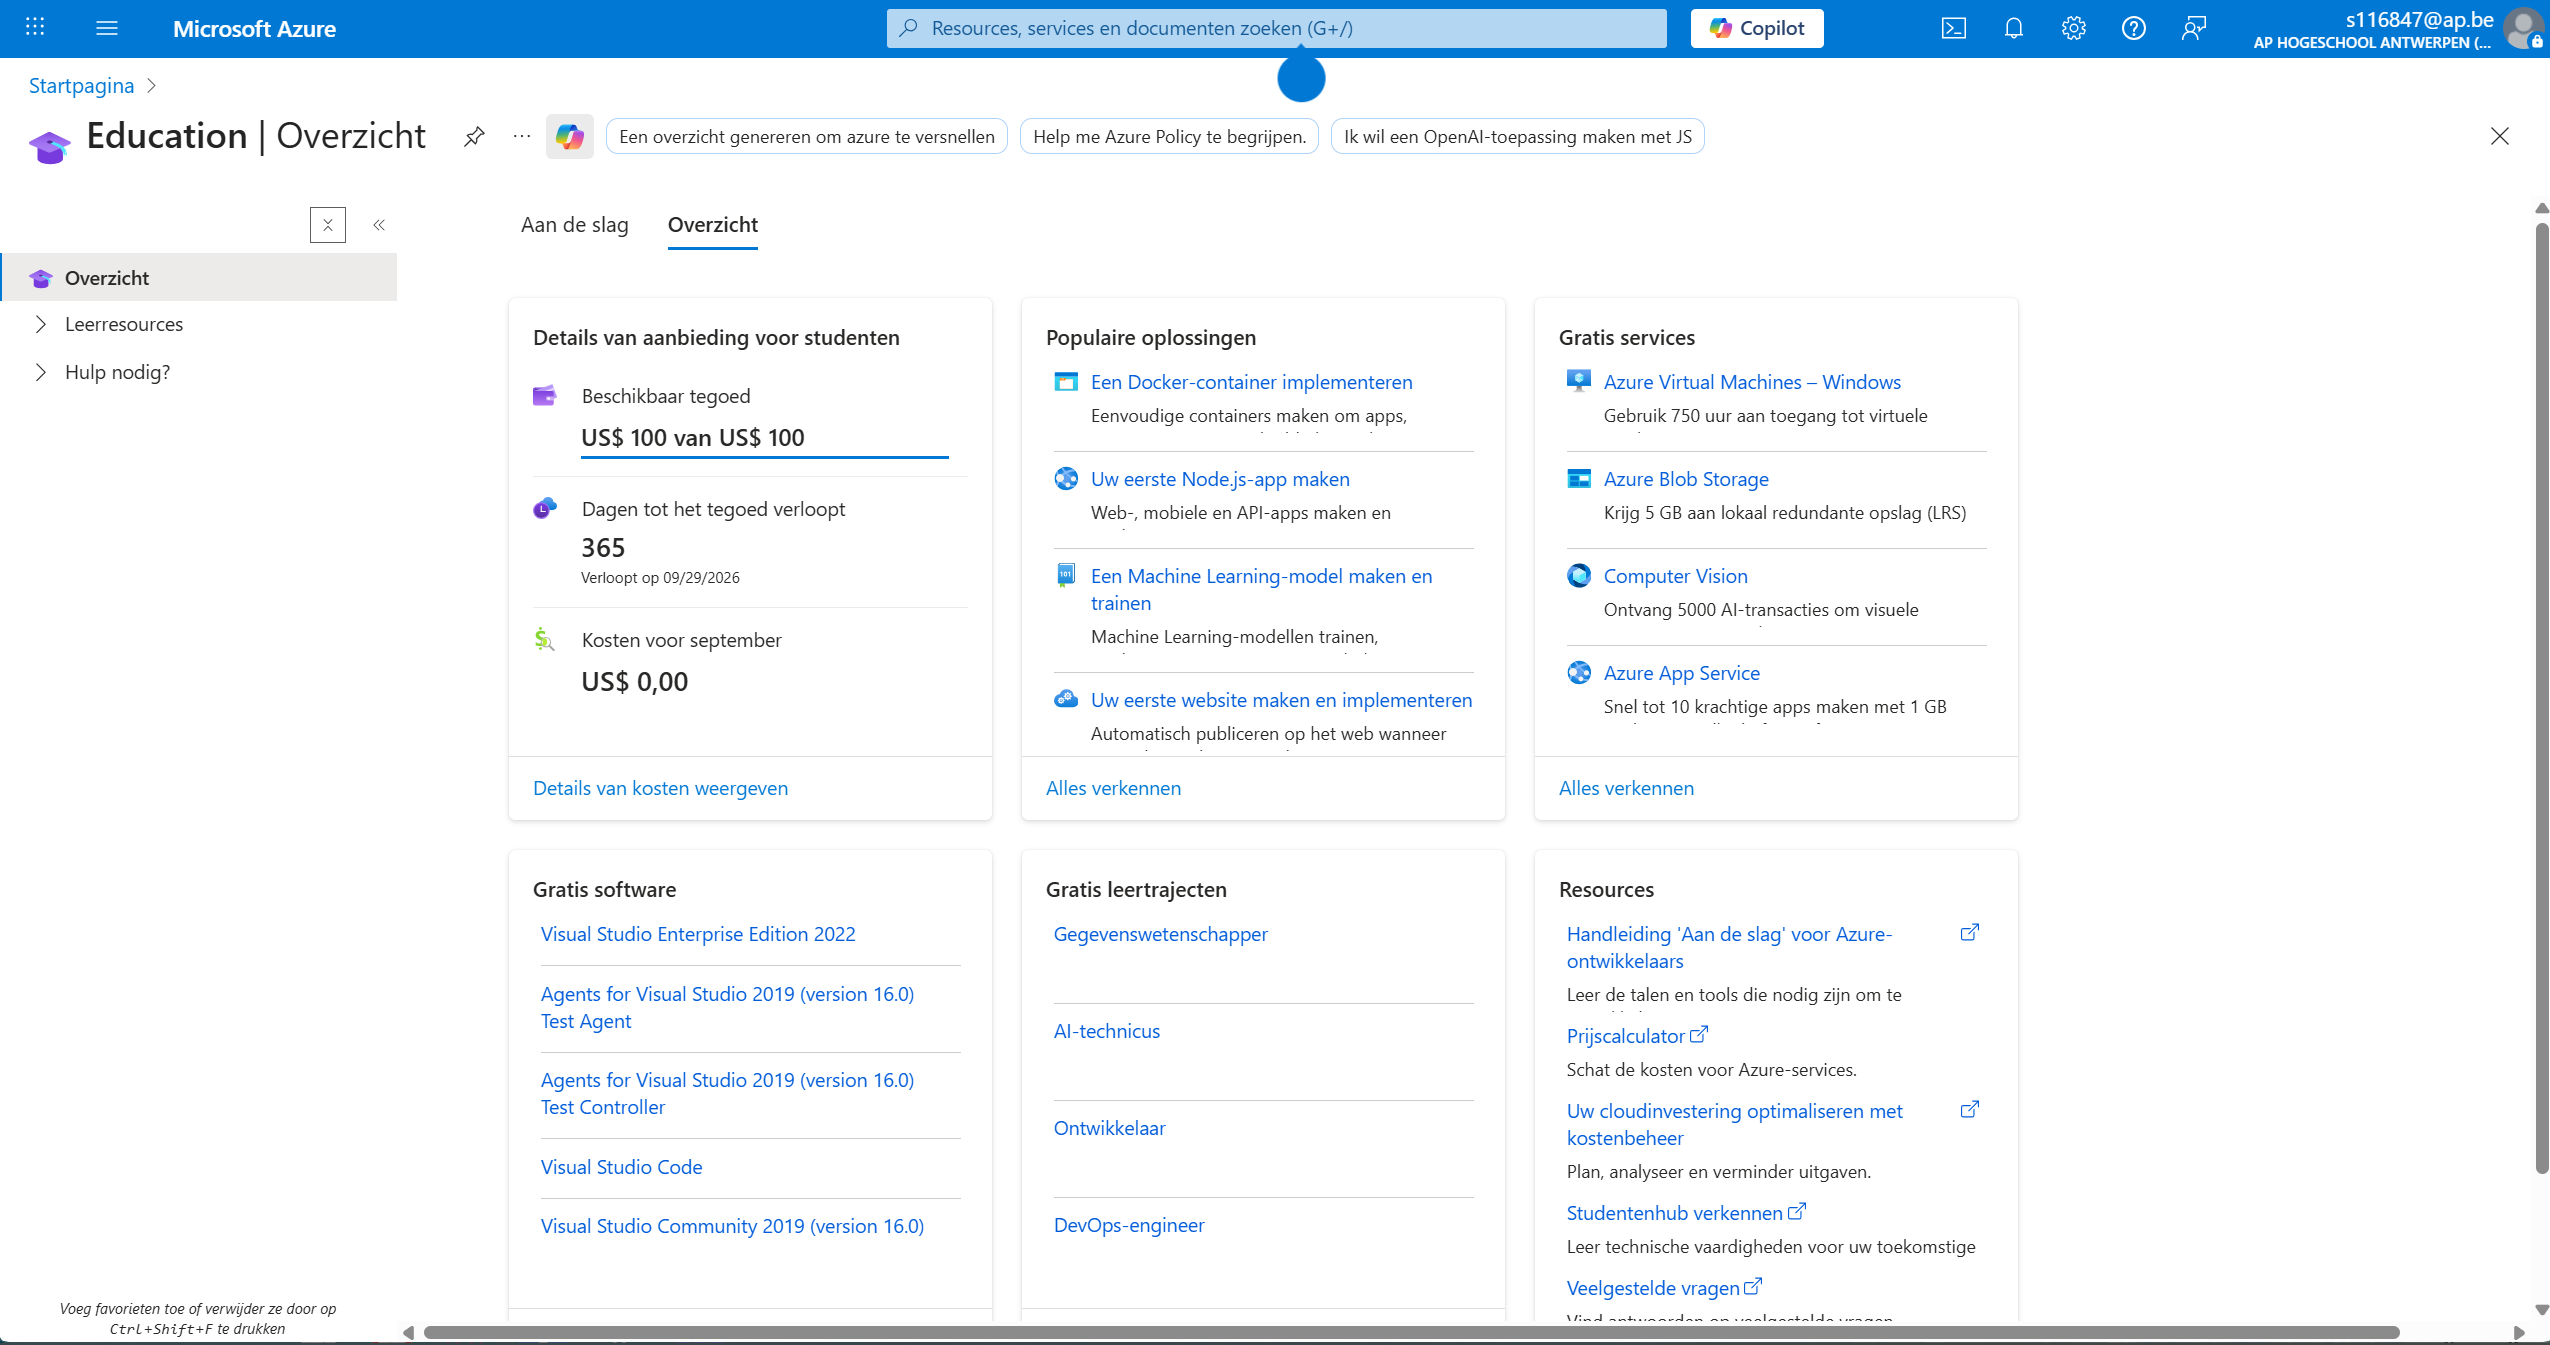 Microsoft Azure
Resources, services en documenten zoeken (G+/)
Copilot
s116847@ap.be
AP HOGESCHOOL ANTWERPEN (...
Startpagina
Education | Overzicht
Een overzicht genereren om azure te versnellen
Help me Azure Policy te begrijpen.
Ik wil een OpenAI-toepassing maken met JS
Overzicht
Leerresources
Hulp nodig?
Voeg favorieten toe of verwijder ze door op
Ctrl+Shift+F te drukken
Aan de slag
Overzicht
Details van aanbieding voor studenten
Beschikbaar tegoed
US$ 100 van US$ 100
Dagen tot het tegoed verloopt
365
Verloopt op 09/29/2026
Kosten voor september
US$ 0,00
Details van kosten weergeven
Populaire oplossingen
Een Docker-container implementeren
Eenvoudige containers maken om apps,
Uw eerste Node.js-app maken
Web-, mobiele en API-apps maken en
Een Machine Learning-model maken en
trainen
Machine Learning-modellen trainen,
Uw eerste website maken en implementeren
Automatisch publiceren op het web wanneer
Alles verkennen
Gratis services
Azure Virtual Machines – Windows
Gebruik 750 uur aan toegang tot virtuele
Azure Blob Storage
Krijg 5 GB aan lokaal redundante opslag (LRS)
Computer Vision
Ontvang 5000 AI-transacties om visuele
Azure App Service
Snel tot 10 krachtige apps maken met 1 GB
Alles verkennen
Gratis software
Visual Studio Enterprise Edition 2022
Agents for Visual Studio 2019 (version 16.0)
Test Agent
Agents for Visual Studio 2019 (version 16.0)
Test Controller
Visual Studio Code
Visual Studio Community 2019 (version 16.0)
Gratis leertrajecten
Gegevenswetenschapper
AI-technicus
Ontwikkelaar
DevOps-engineer
Resources
Handleiding 'Aan de slag' voor Azure-
ontwikkelaars
Leer de talen en tools die nodig zijn om te
Prijscalculator
Schat de kosten voor Azure-services.
Uw cloudinvestering optimaliseren met
kostenbeheer
Plan, analyseer en verminder uitgaven.
Studentenhub verkennen
Leer technische vaardigheden voor uw toekomstige
Veelgestelde vragen
Vind antwoorden op veelgestelde vragen